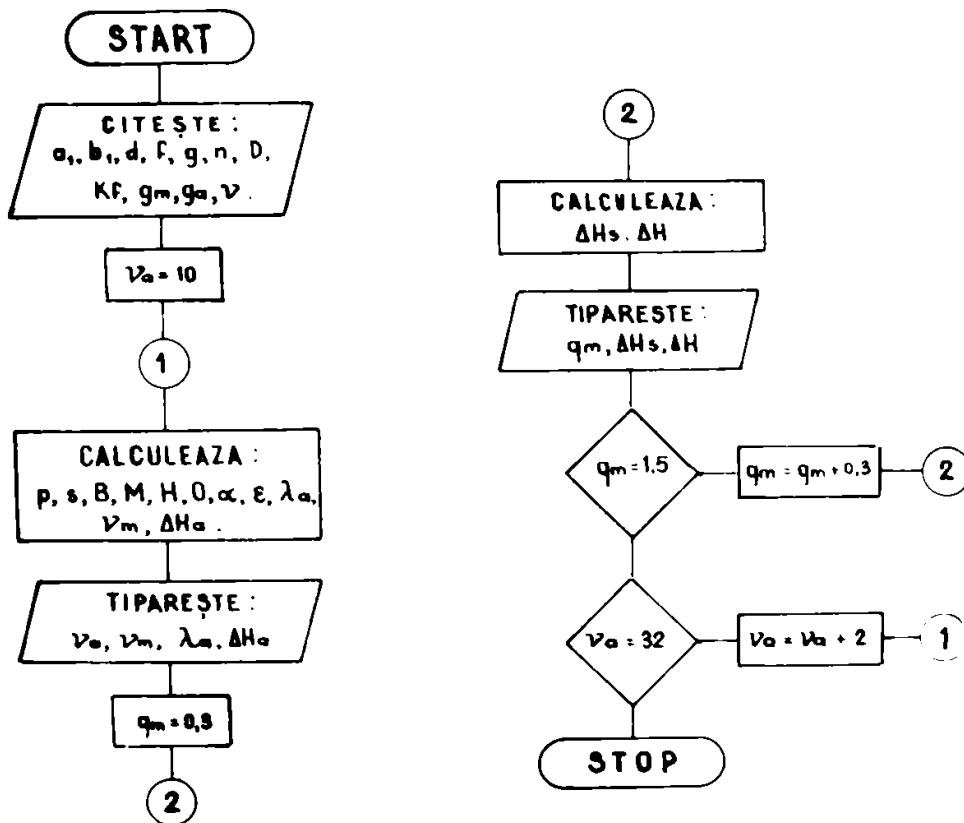 START
CITEȘTE:
a₁, b₁, d, f, g, n, D,
Kf, gm, ga, ν.
νa = 10
1
CALCULEAZA:
p, s, B, M, H, O, α, ε, λa,
νm, ΔHa.
TIPAREȘTE:
νa, νm, λa, ΔHa
qm = 0,3
2
2
CALCULEAZA:
ΔHs. ΔH
TIPAREȘTE:
qm, ΔHs, ΔH
qm = 1.5
qm = qm + 0,3
2
νa = 32
νa = νa + 2
1
STOP